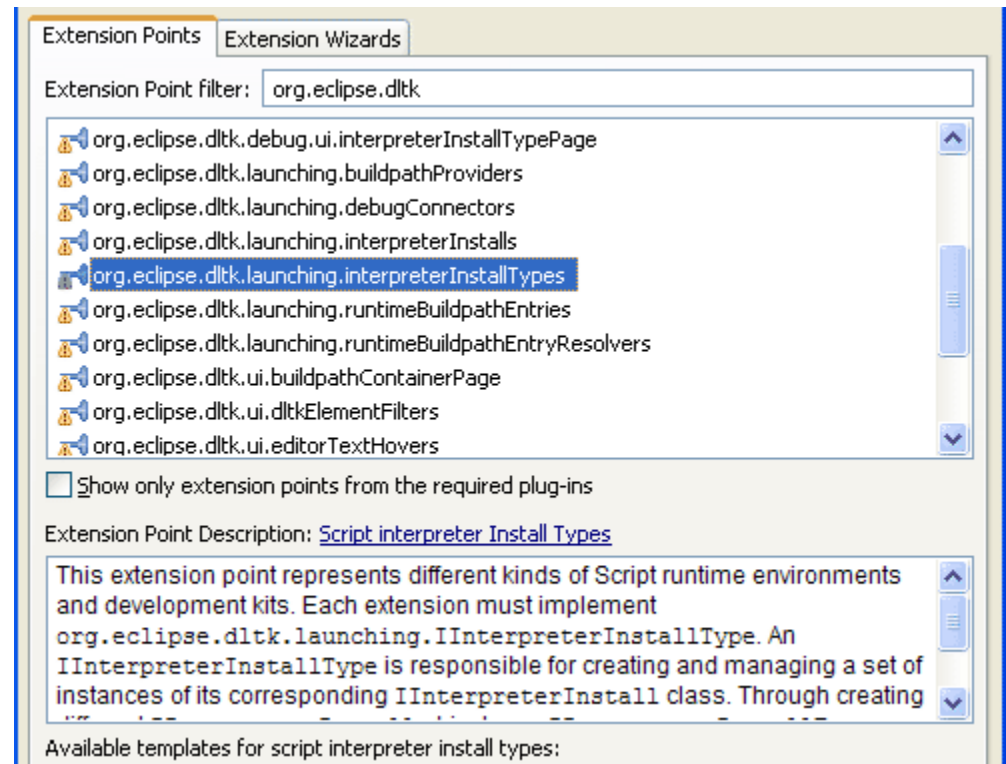 Extension Points Extension Wizards
Extension Point filter: org.eclipse.dltk
org.eclipse.dltk.debug.ui.interpreterInstallTypePage
org.eclipse.dltk.launching.buildpathProviders
org.eclipse.dltk.launching.debugConnectors
org.eclipse.dltk.launching.interpreterInstalls
org.eclipse.dltk.launching.interpreterInstallTypes
org.eclipse.dltk.launching.runtimeBuildpathEntries
org.eclipse.dltk.launching.runtimeBuildpathEntryResolvers
org.eclipse.dltk.ui.buildpathContainerPage
org.eclipse.dltk.ui.dltkElementFilters
org.eclipse.dltk.ui.editorTextHovers
Show only extension points from the required plug-ins
Extension Point Description: Script interpreter Install Types
This extension point represents different kinds of Script runtime environments
and development kits. Each extension must implement
org.eclipse.dltk.launching.IInterpreterInstallType. An
IInterpreterInstallType is responsible for creating and managing a set of
instances of its corresponding IInterpreterInstall class. Through creating
Available templates for script interpreter install types: